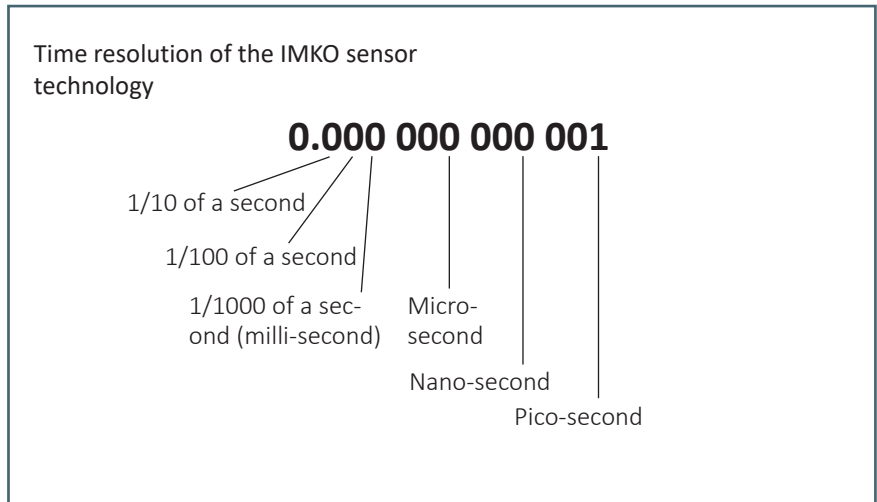 Time resolution of the IMKO sensor
technology
0.000 000 000 001
1/10 of a second
1/100 of a second
1/1000 of a sec-
ond (milli-second)
Micro-
second
Nano-second
Pico-second